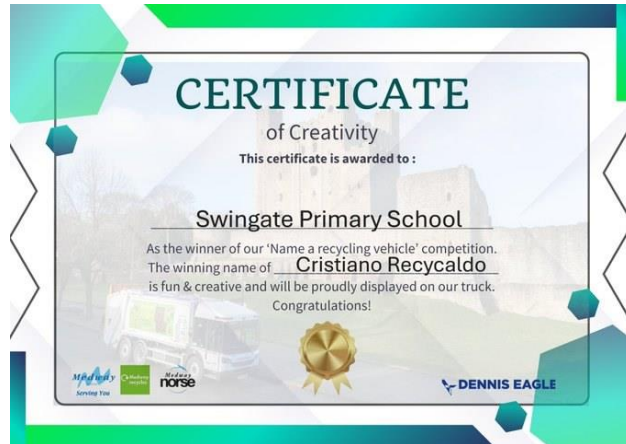 CERTIFICATE
of Creativity
This certificate is awarded to :
Swingate Primary School
As the winner of our ‘Name a recycling vehicle’ competition.
The winning name of Cristiano Recycaldo
is fun & creative and will be proudly displayed on our truck.
Congratulations!
Medway
Serving You
Medway
recycles
Medway
norse
DENNIS EAGLE